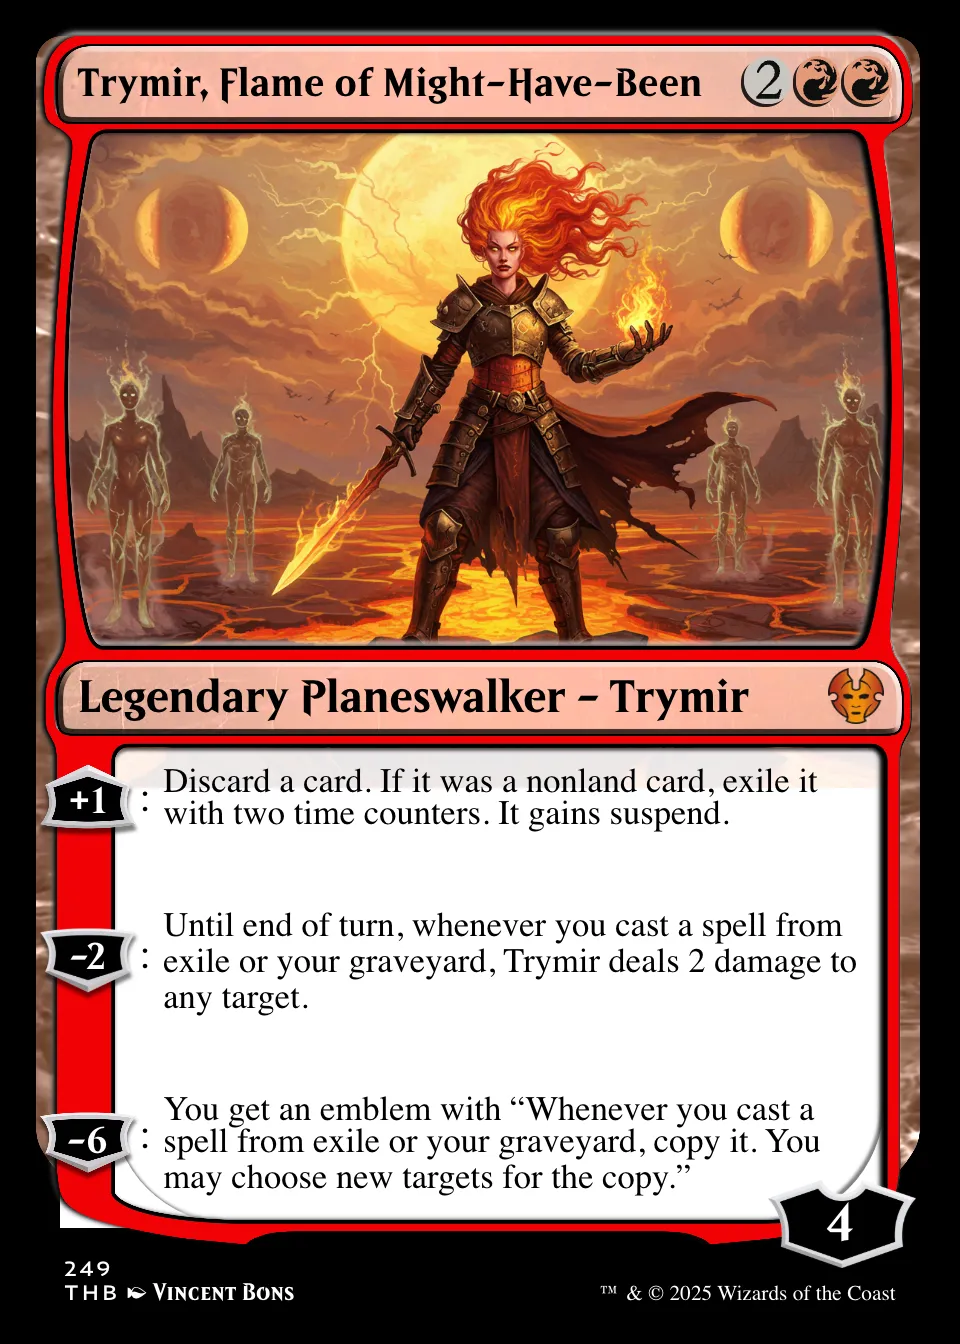 Trymir, Flame of Might-Have-Been 2
Legendary Planeswalker – Trymir
+1 : Discard a card. If it was a nonland card, exile it
with two time counters. It gains suspend.
−2 : Until end of turn, whenever you cast a spell from
exile or your graveyard, Trymir deals 2 damage to
any target.
−6 : You get an emblem with “Whenever you cast a
spell from exile or your graveyard, copy it. You
may choose new targets for the copy.”
4
249
THB Vincent Bons
™ & © 2025 Wizards of the Coast